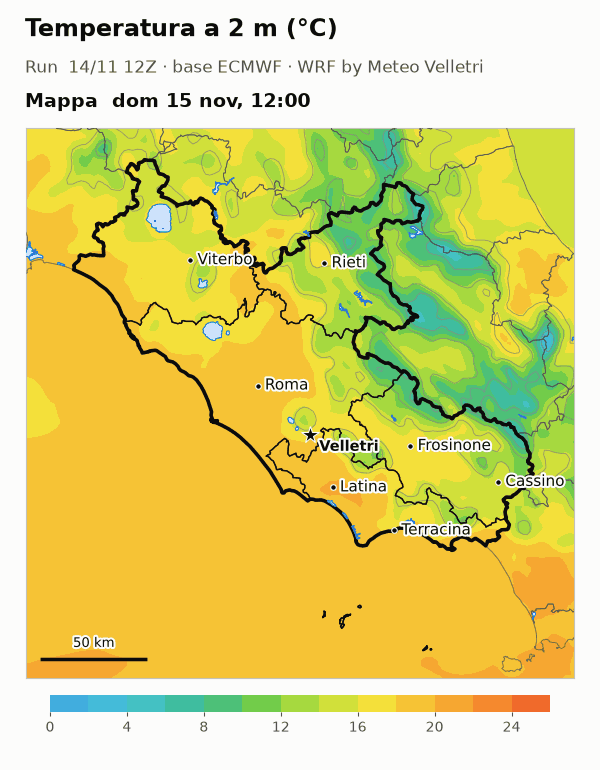 Temperatura a 2 m (°C)
Run  14/11 12Z · base ECMWF · WRF by Meteo Velletri
Mappa  dom 15 nov, 12:00
Viterbo
Rieti
Roma
Velletri
Frosinone
Cassino
Latina
Terracina
50 km
0 4 8 12 16 20 24